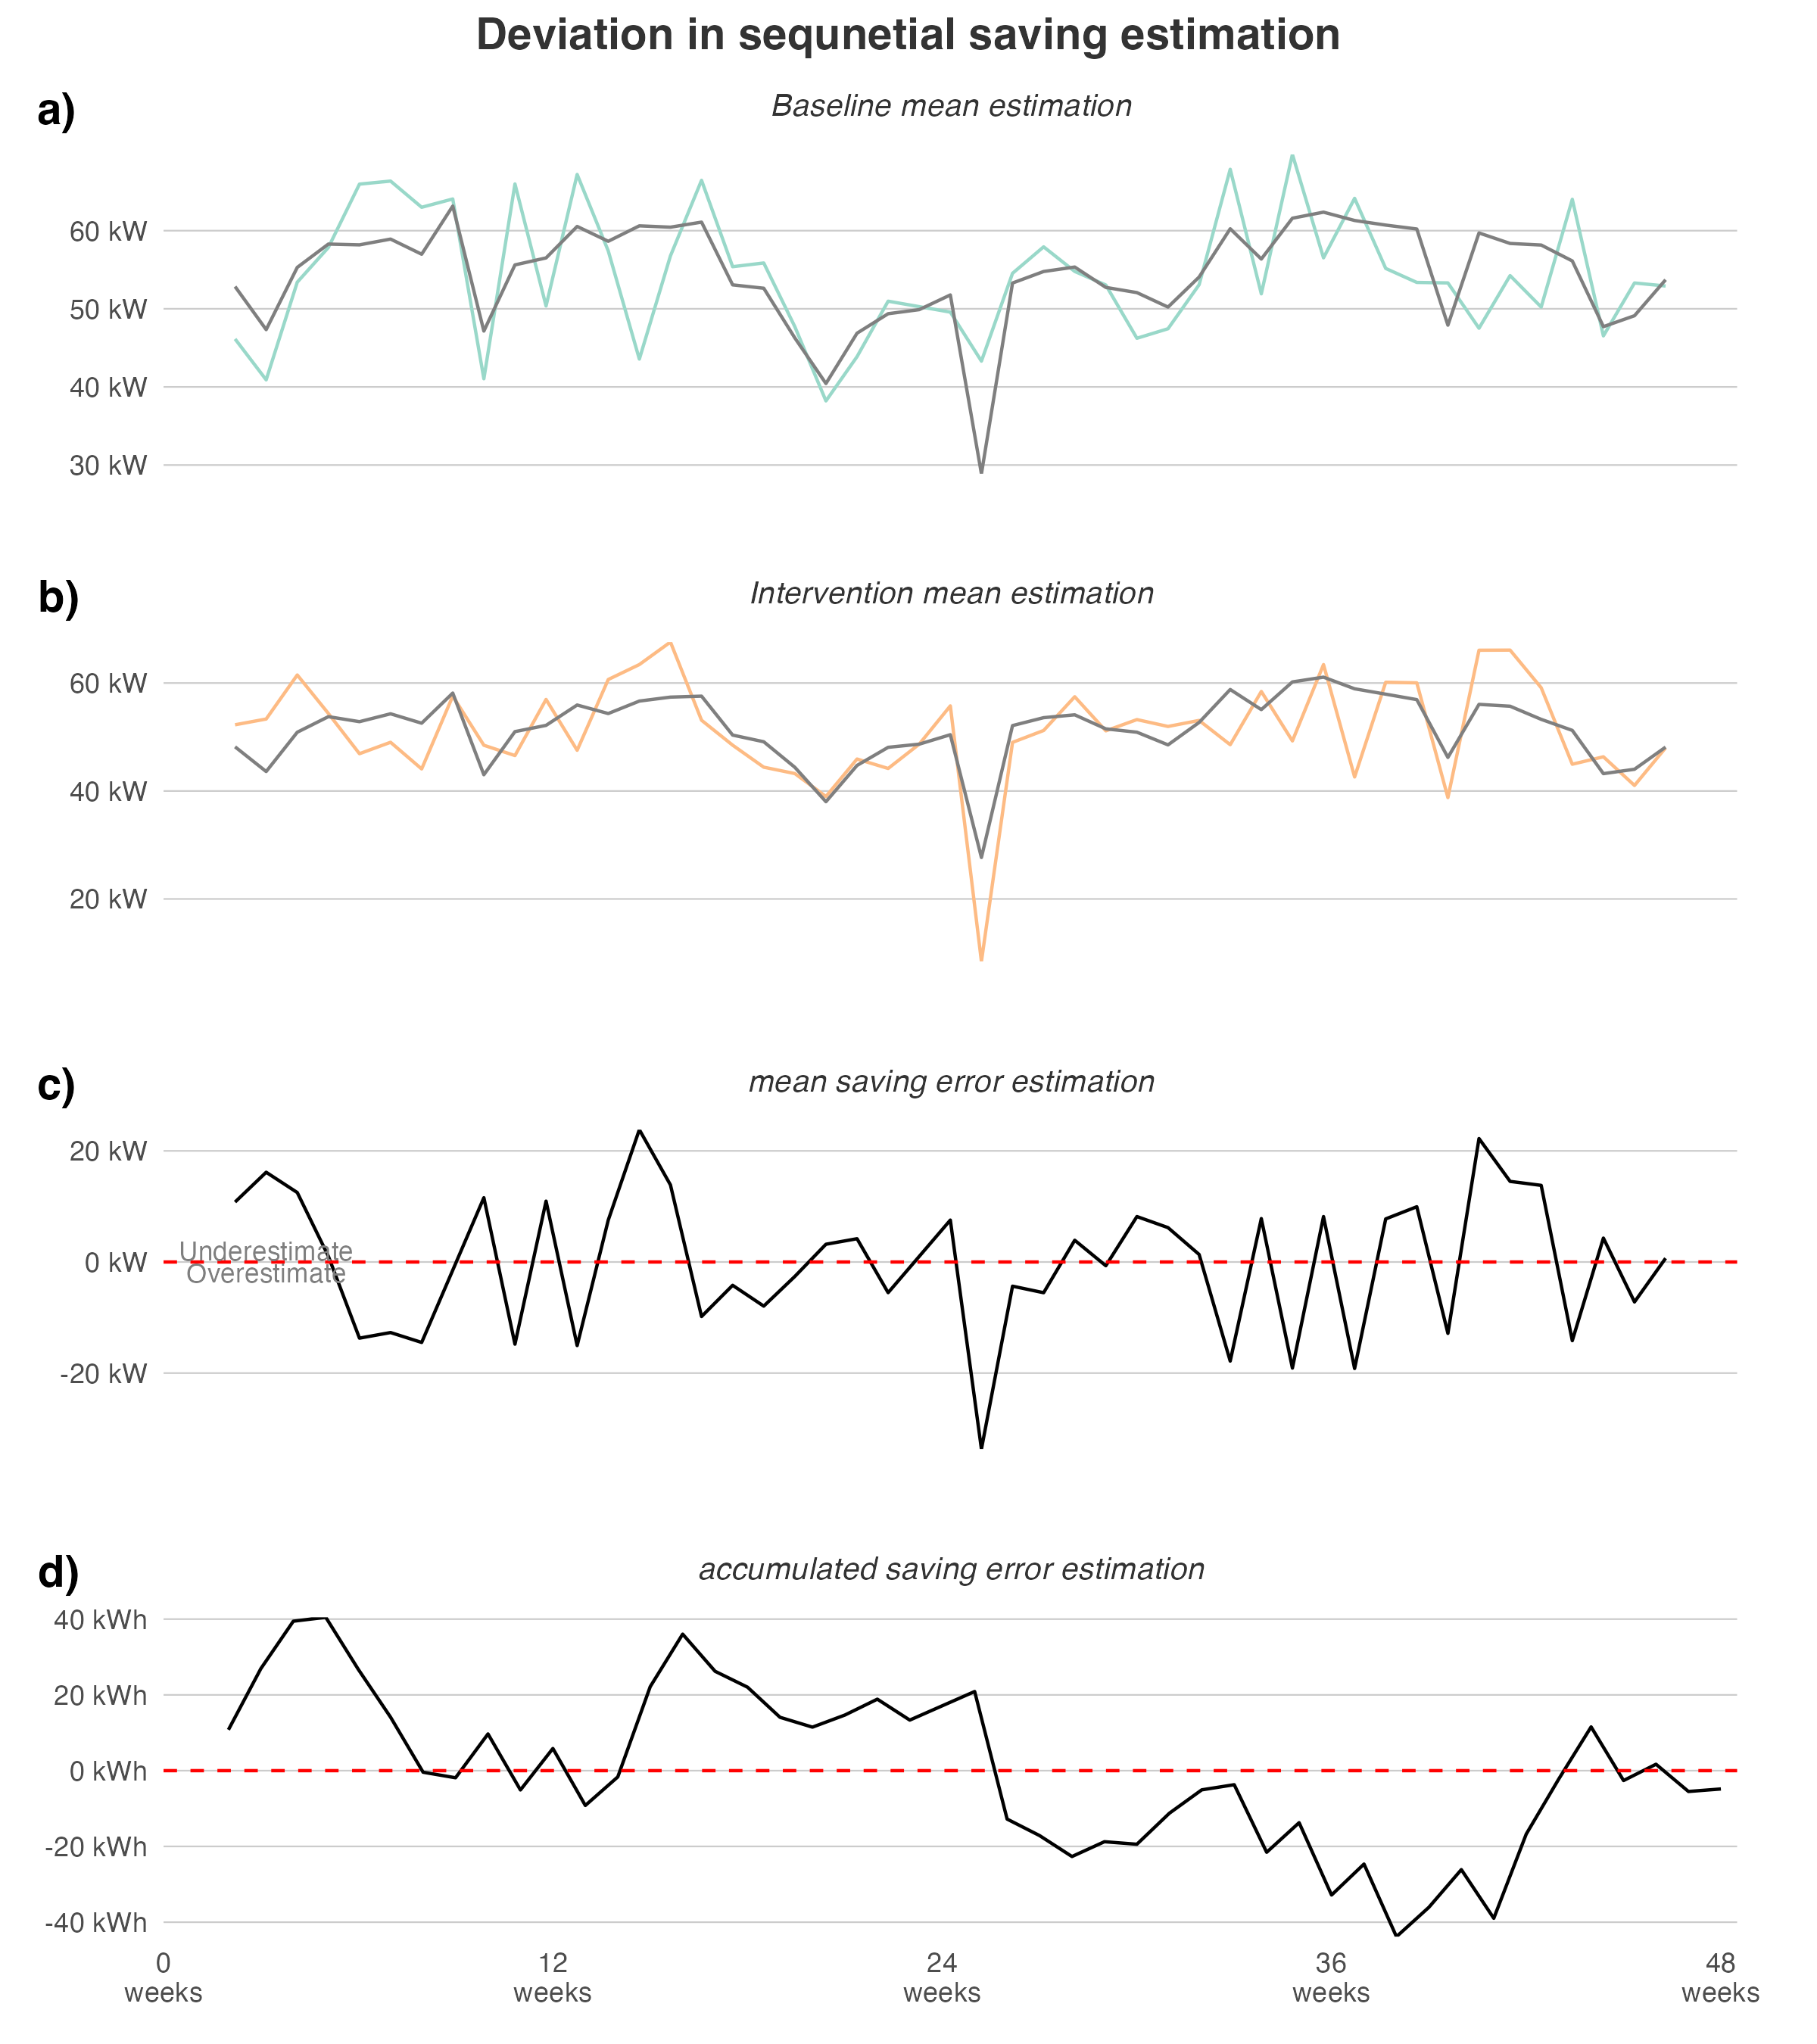 Deviation in sequnetial saving estimation
a)
Baseline mean estimation
60 kW
50 kW
40 kW
30 kW
b)
Intervention mean estimation
60 kW
40 kW
20 kW
c)
mean saving error estimation
20 kW
Underestimate
0 kW
Overestimate
-20 kW
d)
accumulated saving error estimation
40 kWh
20 kWh
0 kWh
-20 kWh
-40 kWh
0 12 24 36 48
weeks weeks weeks weeks weeks